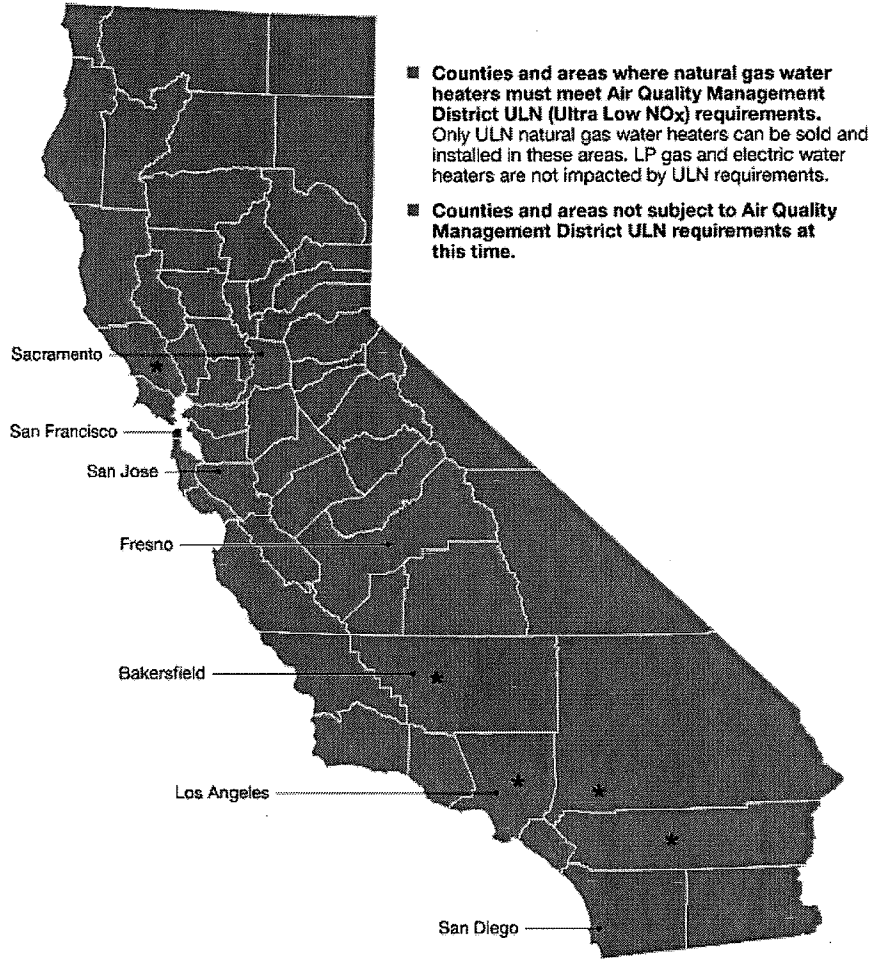 ■ Counties and areas where natural gas water
heaters must meet Air Quality Management
District ULN (Ultra Low NOx) requirements.
Only ULN natural gas water heaters can be sold and
installed in these areas. LP gas and electric water
heaters are not impacted by ULN requirements.
■ Counties and areas not subject to Air Quality
Management District ULN requirements at
this time.
Sacramento
*
San Francisco
San Jose
Fresno
Bakersfield
*
Los Angeles
*
*
*
San Diego